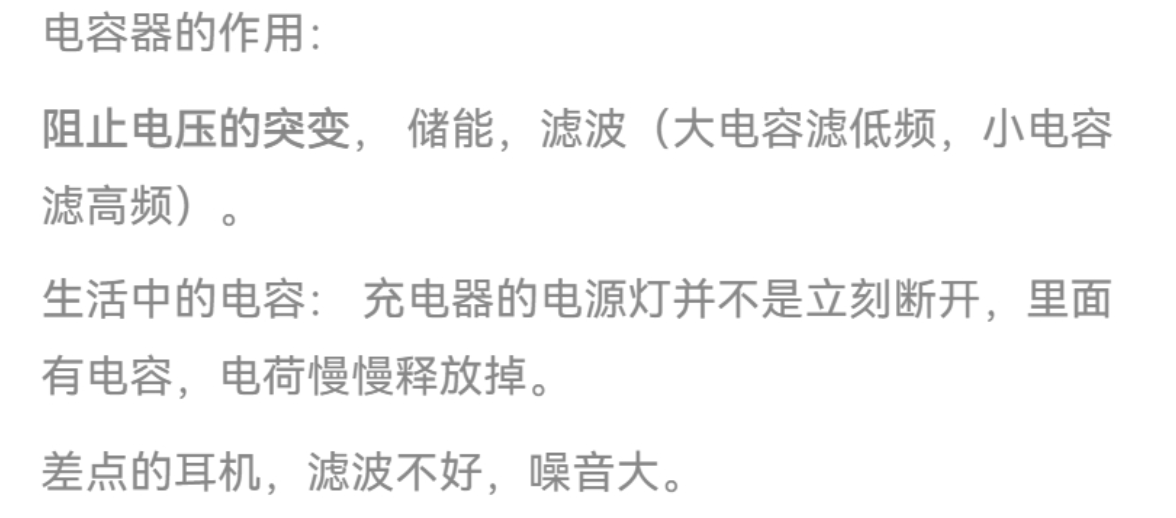 电容器的作用：
阻止电压的突变， 储能，滤波（大电容滤低频，小电容
滤高频）。
生活中的电容： 充电器的电源灯并不是立刻断开，里面
有电容，电荷慢慢释放掉。
差点的耳机，滤波不好，噪音大。